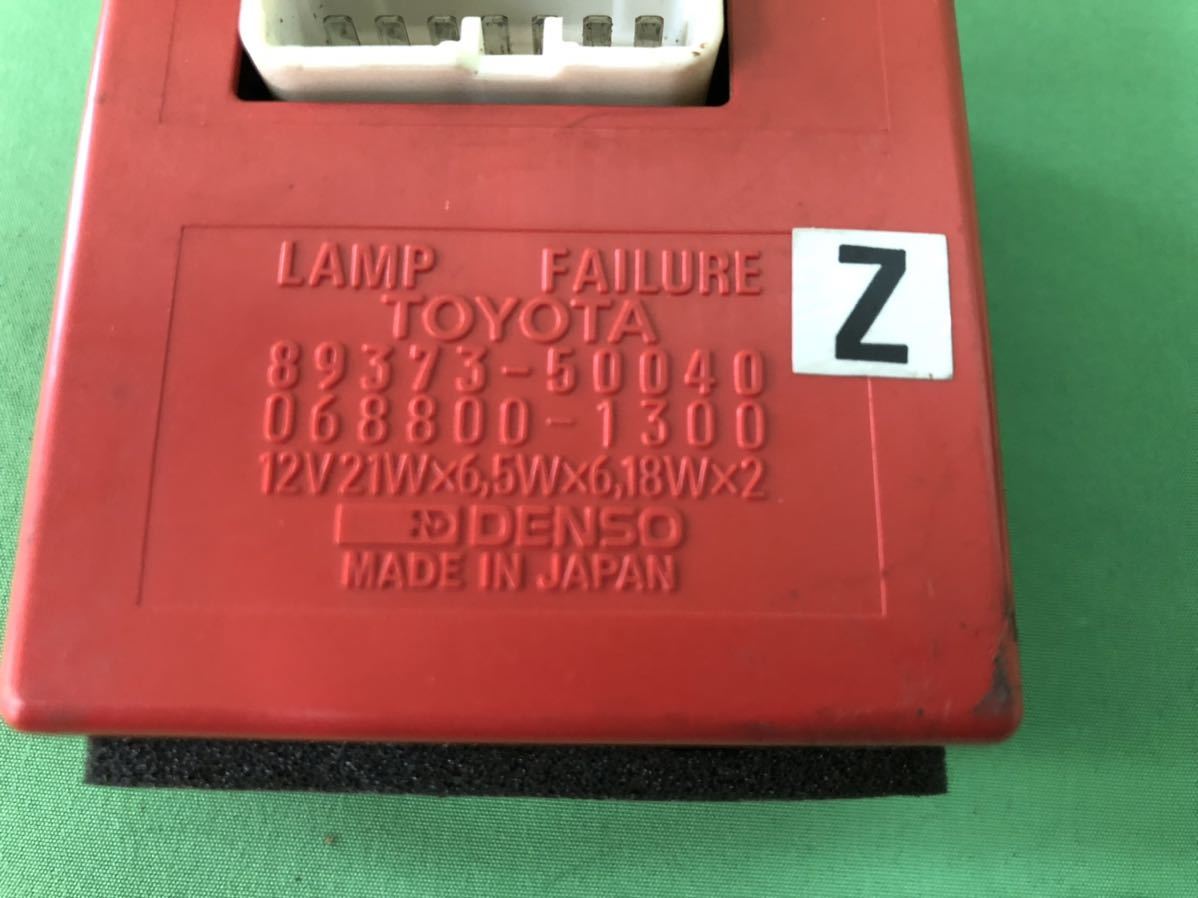 LAMP FAILURE
TOYOTA
89373-50040
068800-1300
12V21W×6,5W×6,18W×2
DENSO
MADE IN JAPAN
Z